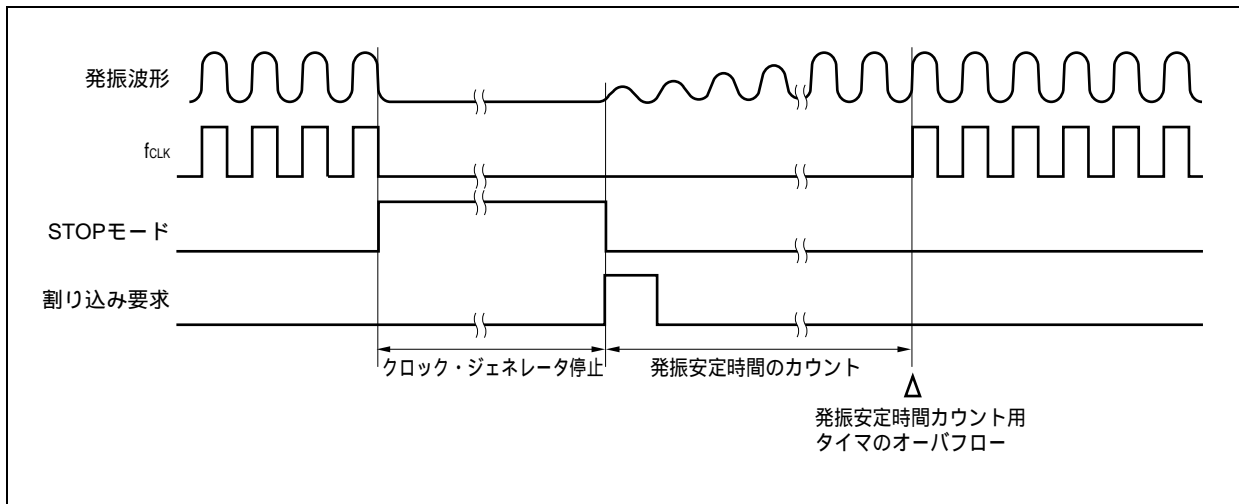 発振波形
fCLK
STOPモード
割り込み要求
クロック・ジェネレータ停止
発振安定時間のカウント
発振安定時間カウント用
タイマのオーバフロー